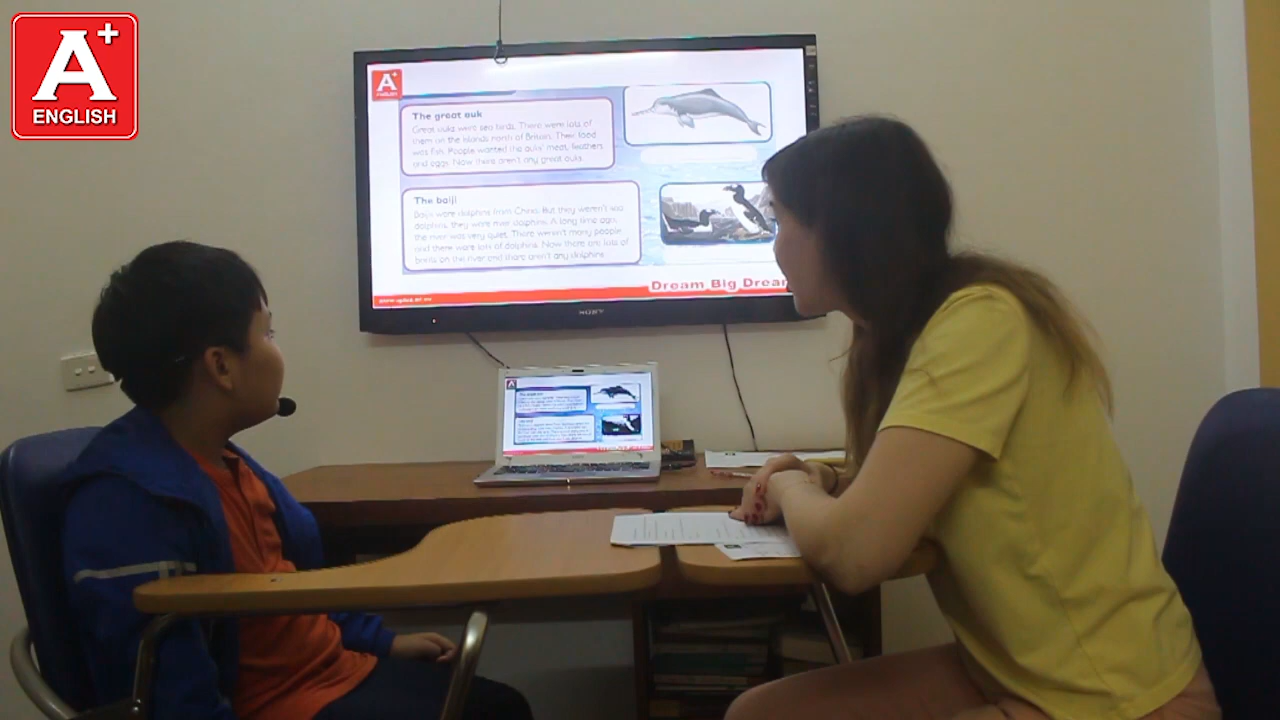 A+
ENGLISH
A+
ENGLISH
The great auk
Great auks were sea birds. There were lots of
them on the islands north of Britain. Their food
was fish. People wanted the auks' meat, feathers
and eggs. Now there aren't any great auks.
The baiji
Baiji were dolphins from China. But they weren't sea
dolphins, they were river dolphins. A long time ago,
the river was very quiet. There weren't many people
and there were lots of dolphins. Now there are lots of
boats on the river and there aren't any dolphins.
Dream Big Dream
SONY